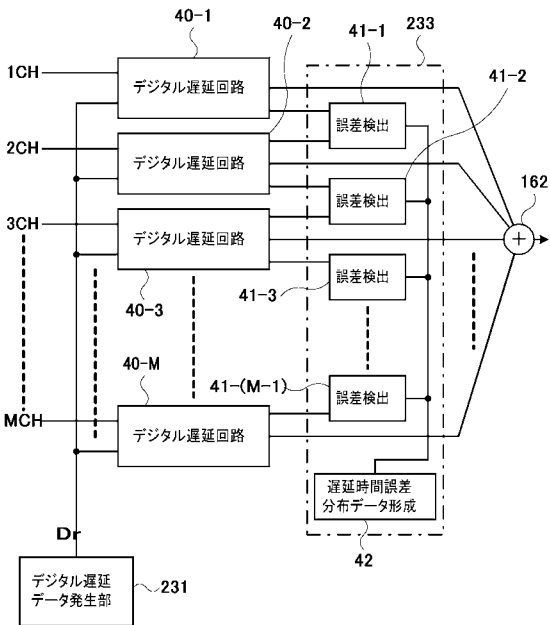 40-1
40-2
41-1
233
41-2
1CH
デジタル遅延回路
誤差検出
2CH
デジタル遅延回路
誤差検出
162
3CH
デジタル遅延回路
+
誤差検出
40-3
41-3
40-M
41-(M-1)
誤差検出
MCH
デジタル遅延回路
遅延時間誤差
分布データ形成
Dr
42
デジタル遅延
データ発生部
231